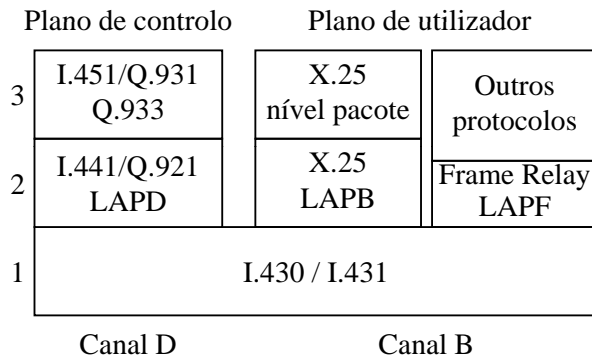 Plano de controlo
Plano de utilizador
3
I.451/Q.931
Q.933
X.25
nível pacote
Outros
protocolos
2
I.441/Q.921
LAPD
X.25
LAPB
Frame Relay
LAPF
1
I.430 / I.431
Canal D
Canal B